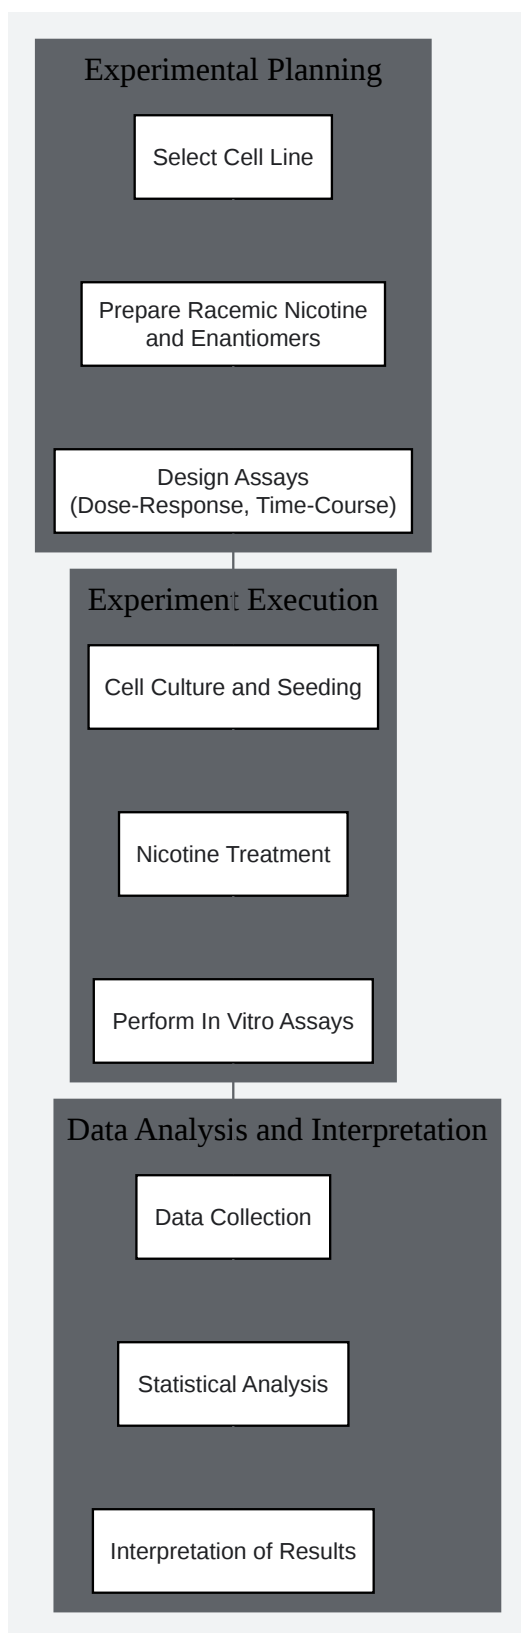 Experimental Planning
Select Cell Line
Prepare Racemic Nicotine
and Enantiomers
Design Assays
(Dose-Response, Time-Course)
Experiment Execution
Cell Culture and Seeding
Nicotine Treatment
Perform In Vitro Assays
Data Analysis and Interpretation
Data Collection
Statistical Analysis
Interpretation of Results